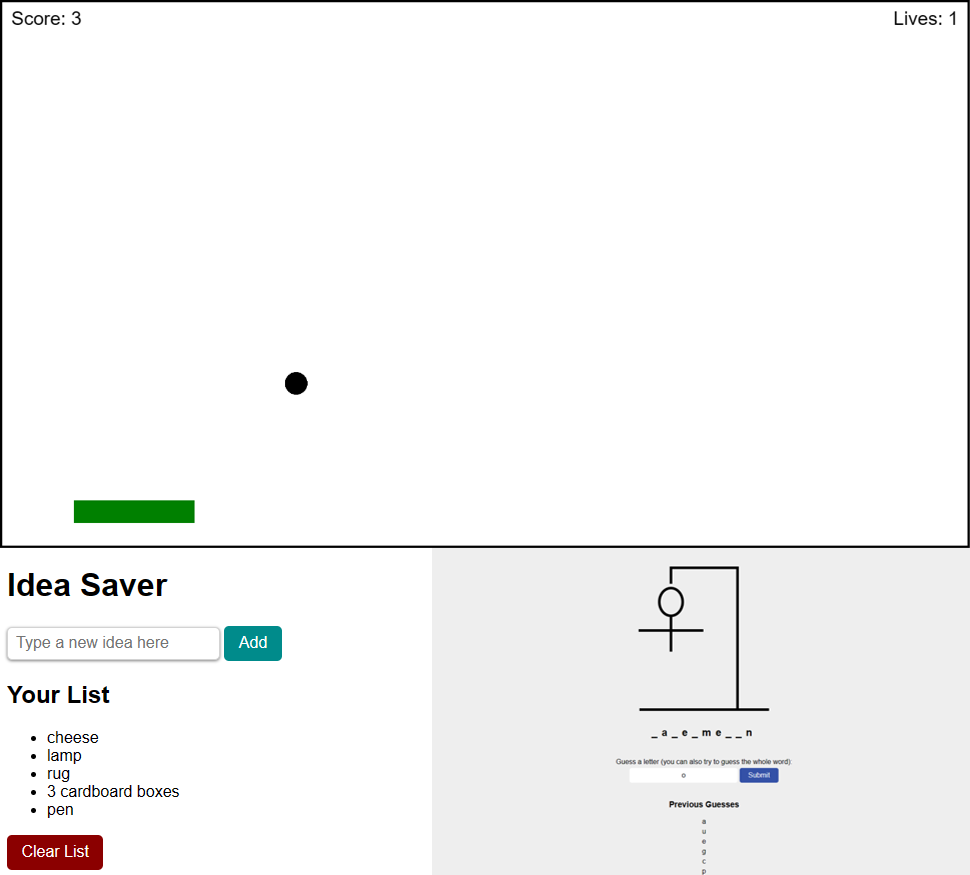 Score: 3
Lives: 1
Idea Saver
Type a new idea here
Add
Your List
cheese
lamp
rug
3 cardboard boxes
pen
Clear List
_ a _ e _ m e _ _ n
Guess a letter (you can also try to guess the whole word):
o
Submit
Previous Guesses
a
u
e
g
c
p